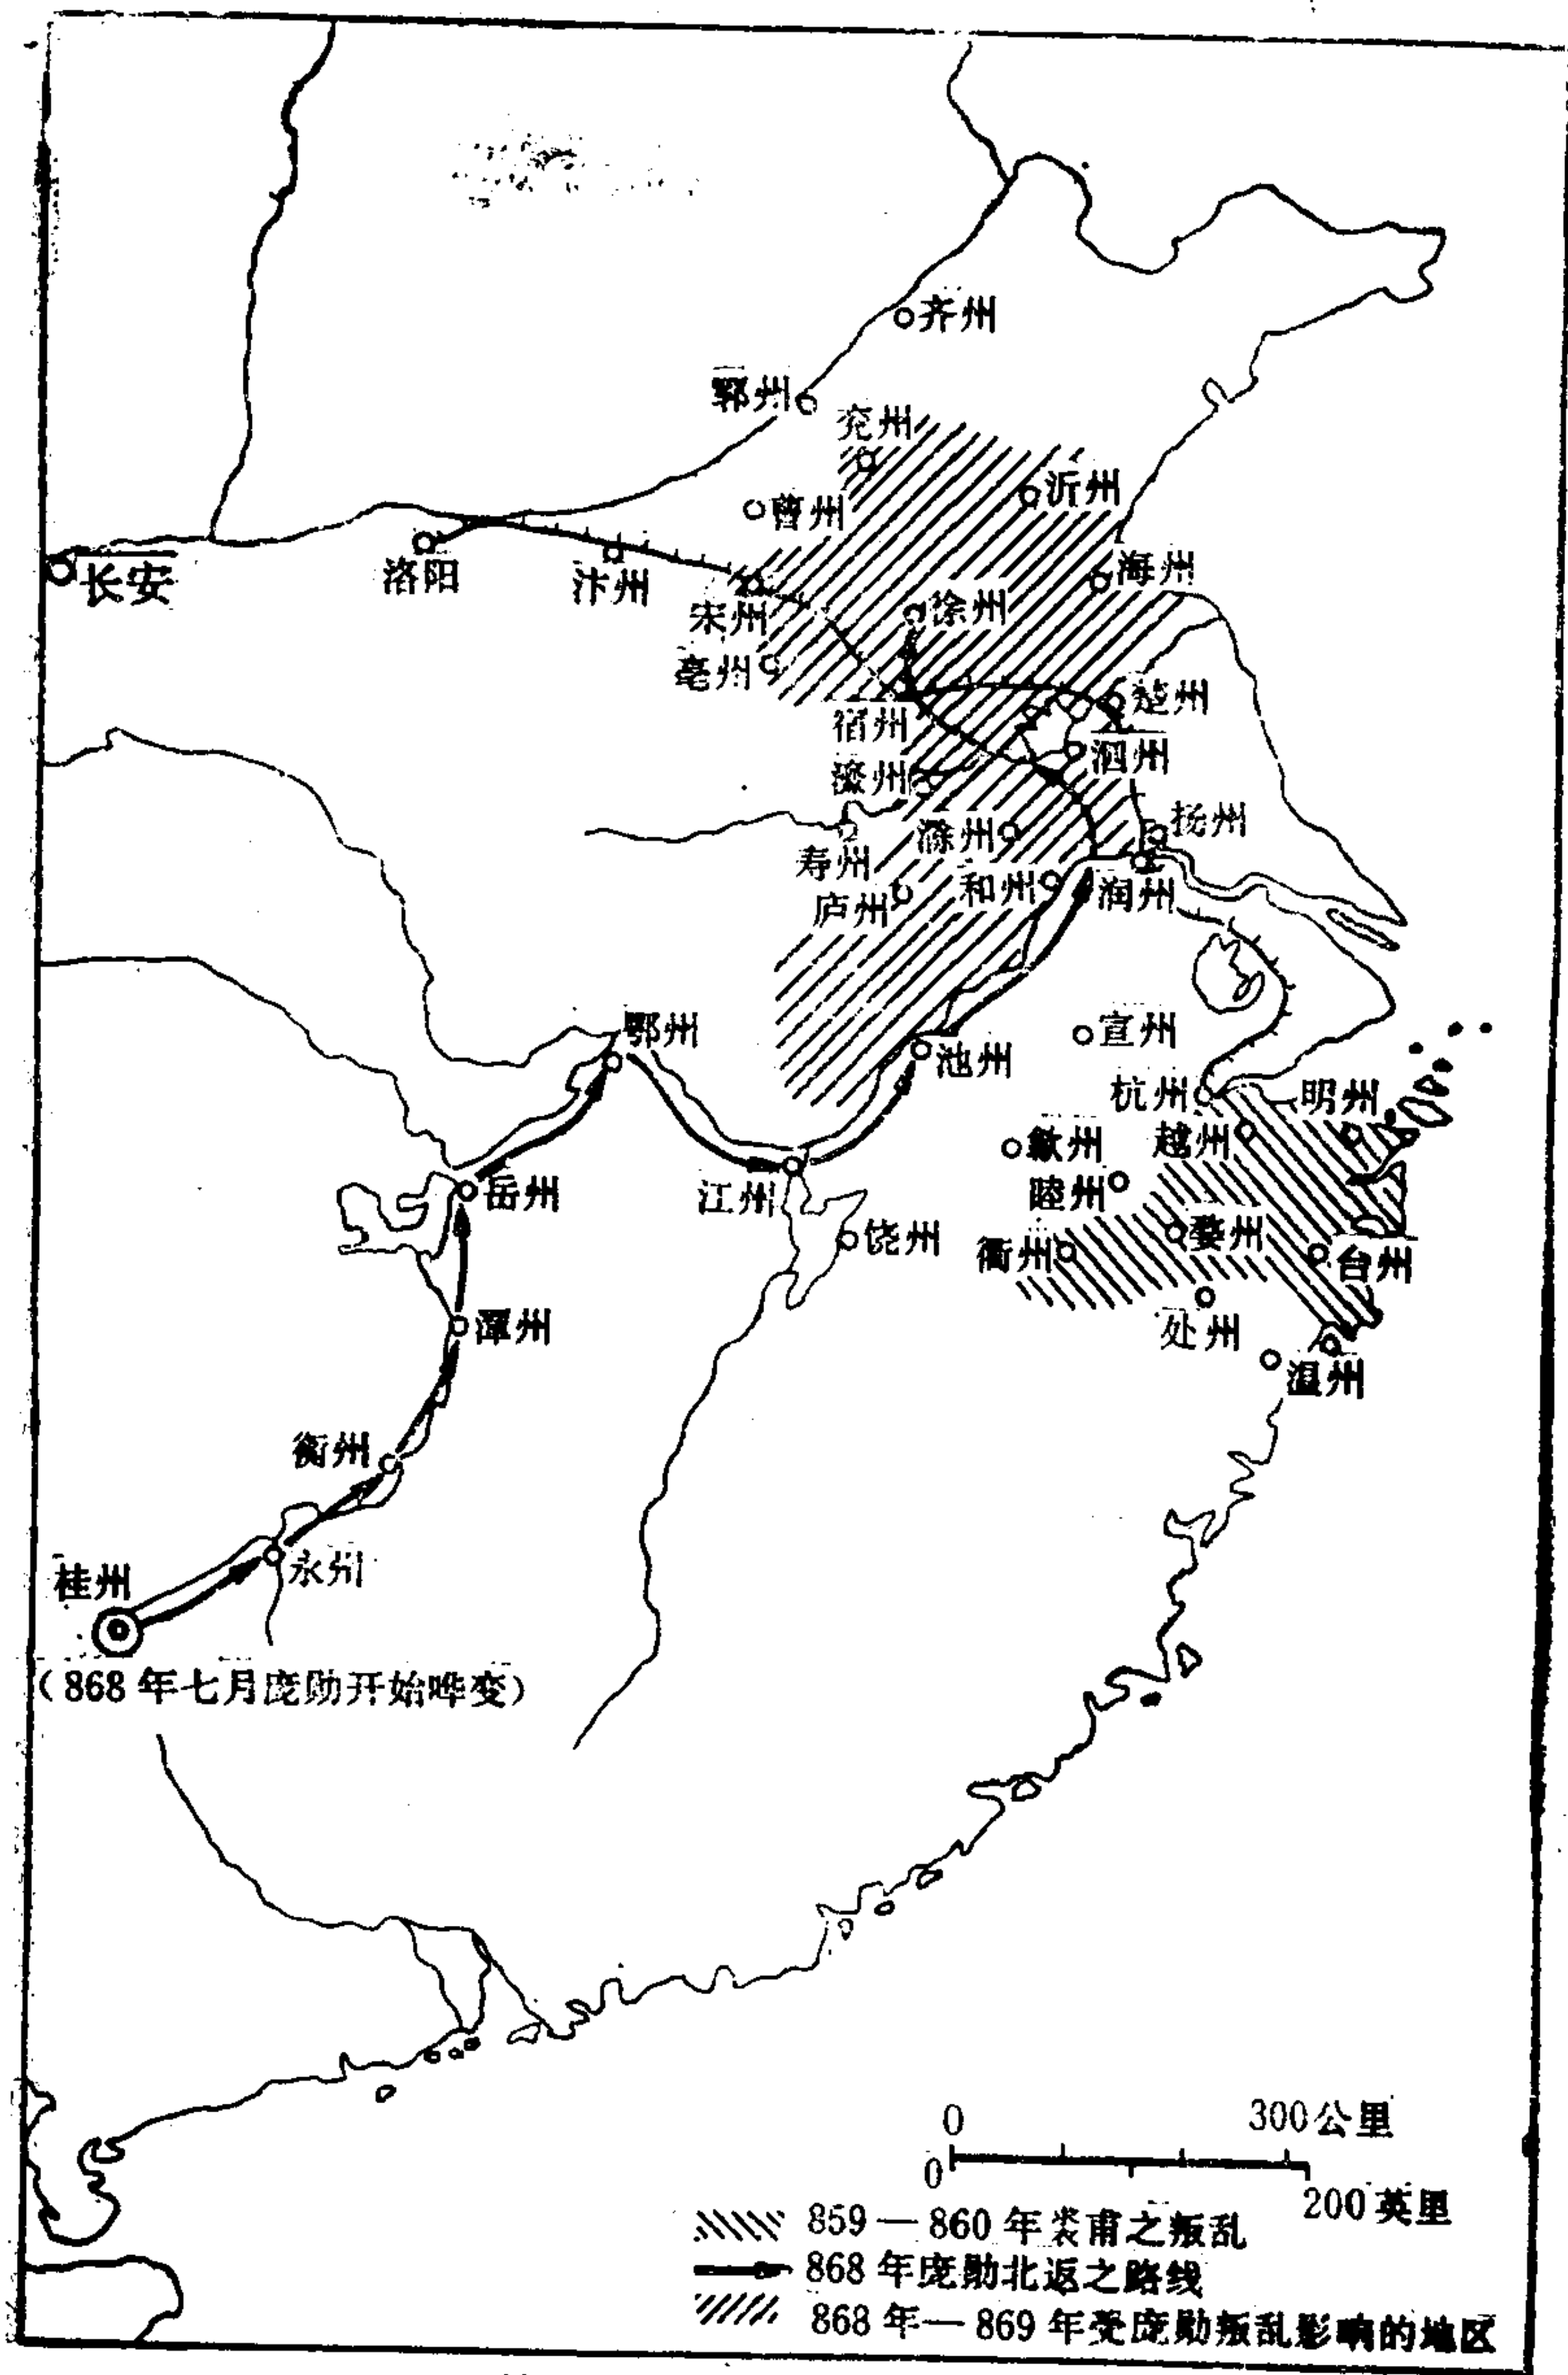 齐州
郓州
兖州
曹州
沂州
长安
洛阳
汴州
宋州
海州
徐州
亳州
宿州
楚州
泗州
濠州
滁州
扬州
寿州
庐州
和州
润州
鄂州
宣州
池州
杭州
明州
越州
歙州
睦州
岳州
江州
饶州
衢州
婺州
台州
潭州
处州
温州
衡州
永州
桂州
（868年七月庞勋开始哗变）
0 300公里
0 200英里
859—860年裘甫之叛乱
868年庞勋北返之路线
868年—869年受庞勋叛乱影响的地区